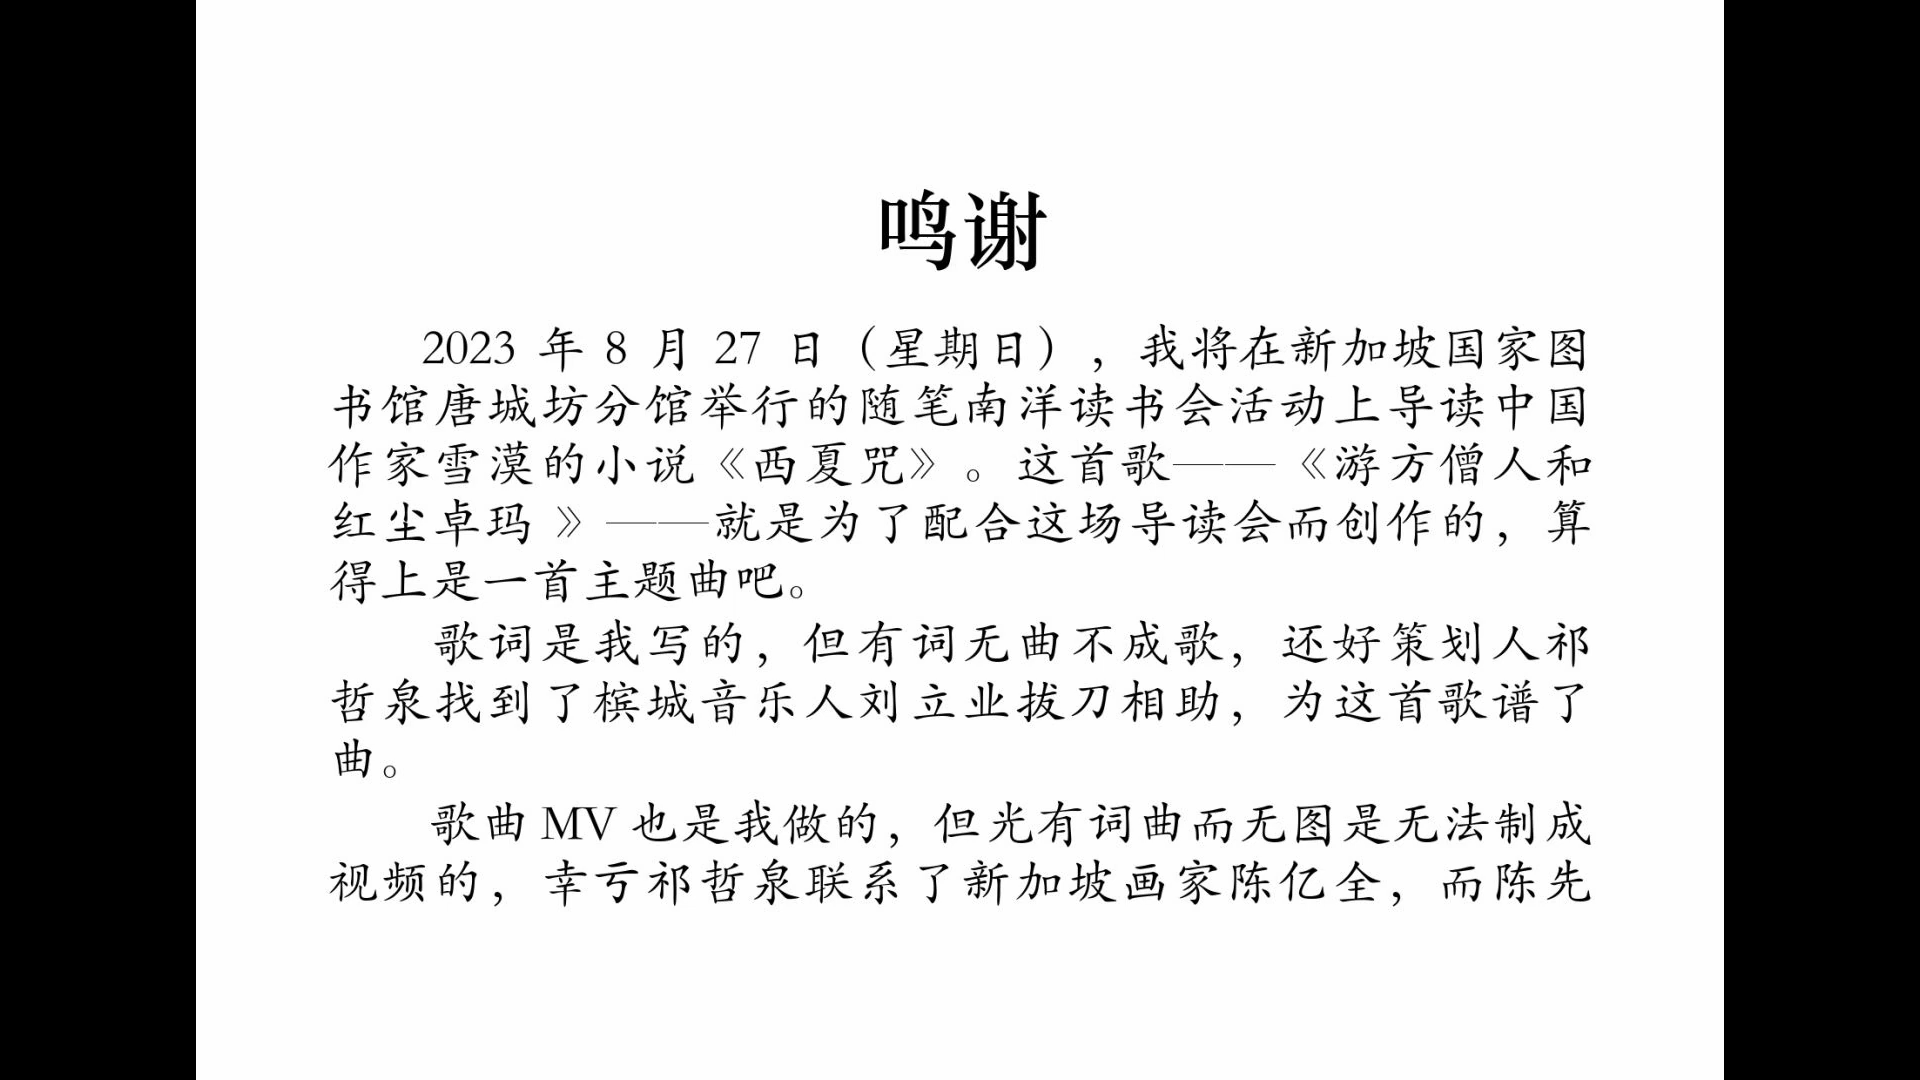 鸣谢
2023 年 8 月 27 日（星期日），我将在新加坡国家图
书馆唐城坊分馆举行的随笔南洋读书会活动上导读中国
作家雪漠的小说《西夏咒》。这首歌——《游方僧人和
红尘卓玛 》——就是为了配合这场导读会而创作的，算
得上是一首主题曲吧。
歌词是我写的，但有词无曲不成歌，还好策划人祁
哲泉找到了槟城音乐人刘立业拔刀相助，为这首歌谱了
曲。
歌曲 MV 也是我做的，但光有词曲而无图是无法制成
视频的，幸亏祁哲泉联系了新加坡画家陈亿全，而陈先